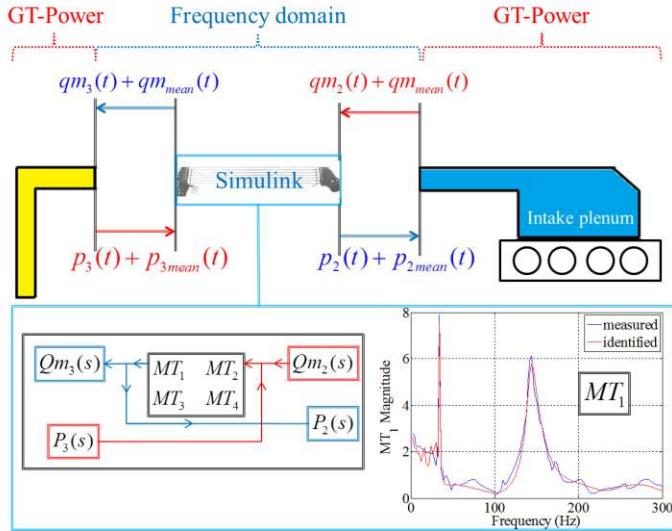 GT-Power Frequency domain GT-Power
qm3(t) + qmmean(t) qm2(t) + qmmean(t)
Simulink
Intake plenum
p3(t) + p3mean(t) p2(t) + p2mean(t)
Qm3(s) MT1 MT2 Qm2(s)
MT3 MT4
P2(s)
P3(s)
8
6
4
2
0
MT1 Magnitude
measured
identified
MT1
0 100 200 300
Frequency (Hz)